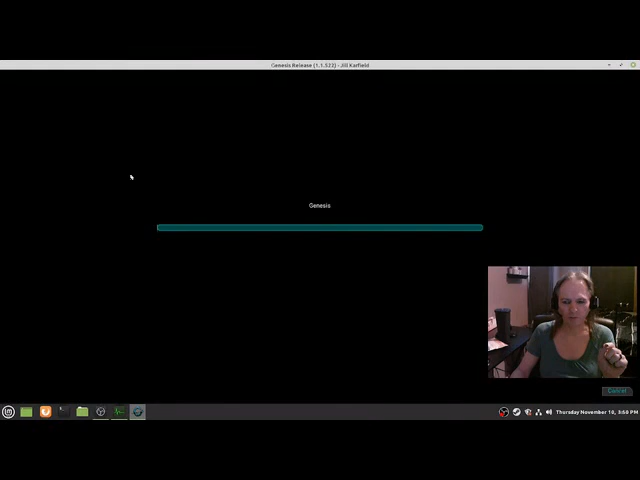 Genesis Release (1.1.522) - Jill Karfield
Genesis
Cancel
Thursday November 10, 3:50 PM